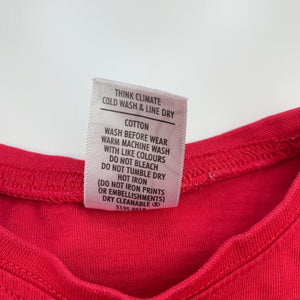 THINK CLIMATE
COLD WASH & LINE DRY
COTTON
WASH BEFORE WEAR
WARM MACHINE WASH
WITH LIKE COLOURS
DO NOT BLEACH
DO NOT TUMBLE DRY
HOT IRON
(DO NOT IRON PRINTS
OR EMBELLISHMENTS)
DRY CLEANABLE Ⓟ